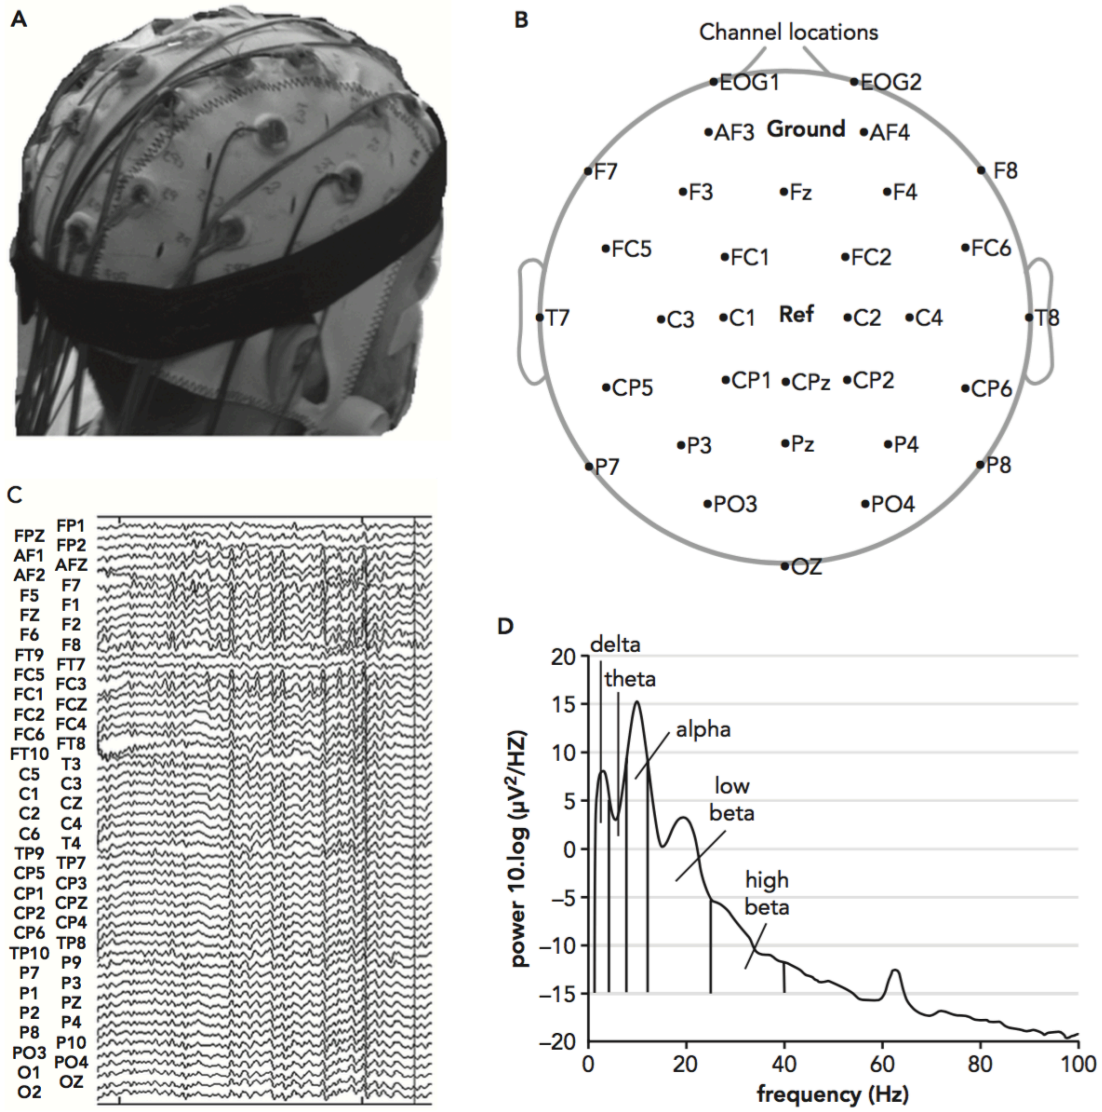 A
B
Channel locations
EOG1 EOG2
AF3 Ground AF4
F7 F8
F3 Fz F4
FC5 FC6
FC1 FC2
T7 C3 C1 Ref C2 C4 T8
CP5 CP1 CPz CP2 CP6
P3 Pz P4
P7 P8
PO3 PO4
OZ
C
FP1
FPZ
FP2
AF1
AFZ
AF2
F7
F5
F1
FZ
F2
F6
F8
FT9
FT7
FC5
FC3
FC1
FCZ
FC2
FC4
FC6
FT8
FT10
T3
C5
C3
C1
CZ
C2
C4
C6
T4
TP9
TP7
CP5
CP3
CP1
CPZ
CP2
CP4
CP6
TP8
TP10
P9
P7
P3
P1
PZ
P2
P4
P8
P10
PO3
PO4
O1
OZ
O2
D
delta
theta
alpha
low
beta
high
beta
power 10.log (µV²/HZ)
20
15
10
5
0
–5
–10
–15
–20
0 20 40 60 80 100
frequency (Hz)